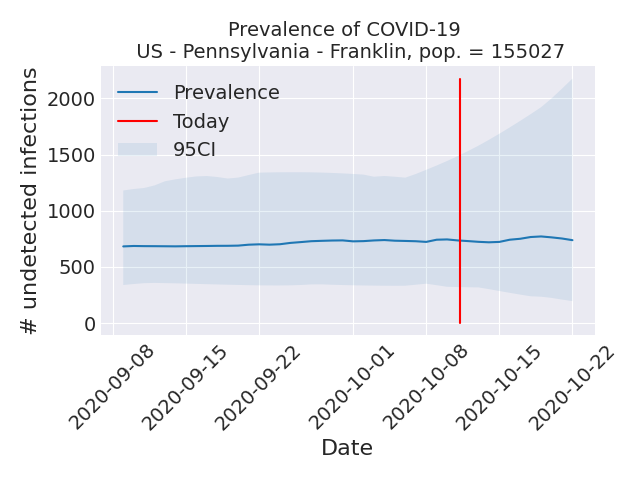 Prevalence of COVID-19
US - Pennsylvania - Franklin, pop. = 155027
# undetected infections
2000
1500
1000
500
0
Prevalence
Today
95CI
2020-09-08
2020-09-15
2020-09-22
2020-10-01
2020-10-08
2020-10-15
2020-10-22
Date